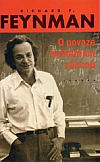 RICHARD P.
FEYNMAN
O povaze
fyzikálních
zákonů